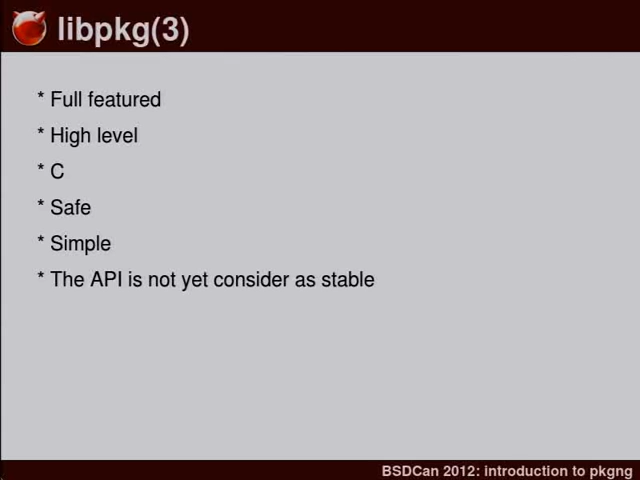 libpkg(3)
* Full featured
* High level
* C
* Safe
* Simple
* The API is not yet consider as stable
BSDCan 2012: introduction to pkgng